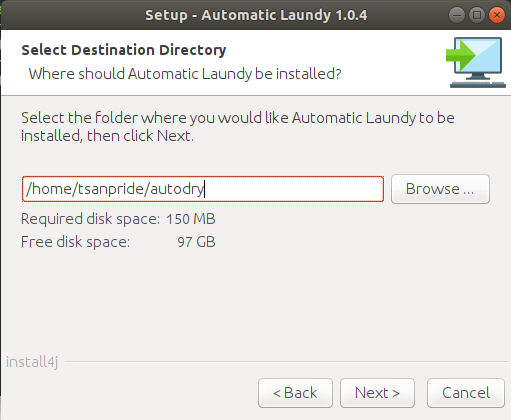 Setup - Automatic Laundy 1.0.4
Select Destination Directory
Where should Automatic Laundy be installed?
Select the folder where you would like Automatic Laundy to be
installed, then click Next.
/home/tsanpride/autodry
Browse ...
Required disk space: 150 MB
Free disk space: 97 GB
install4j
< Back
Next >
Cancel